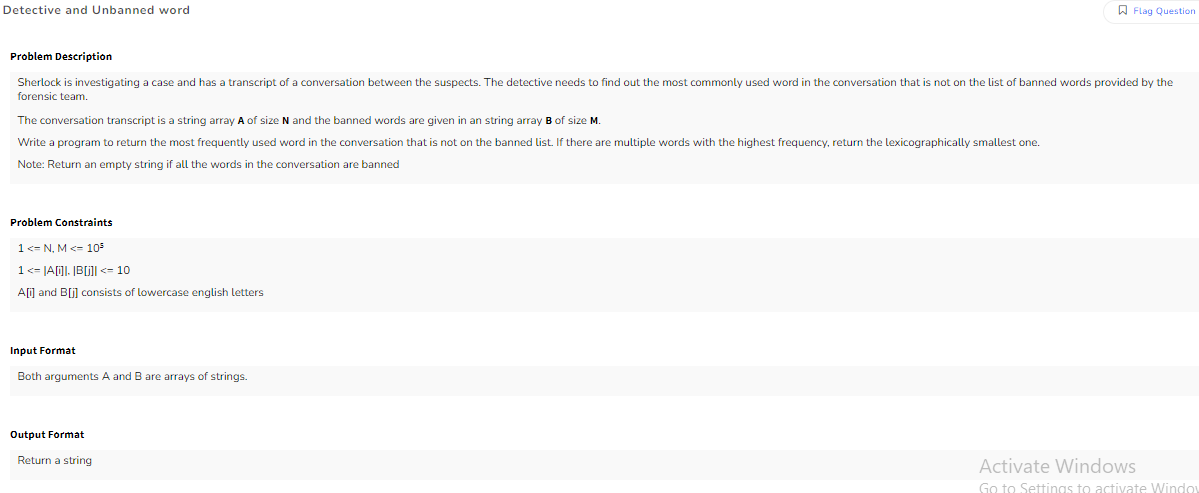 Detective and Unbanned word
Flag Question
Problem Description
Sherlock is investigating a case and has a transcript of a conversation between the suspects. The detective needs to find out the most commonly used word in the conversation that is not on the list of banned words provided by the
forensic team.
The conversation transcript is a string array A of size N and the banned words are given in an string array B of size M.
Write a program to return the most frequently used word in the conversation that is not on the banned list. If there are multiple words with the highest frequency, return the lexicographically smallest one.
Note: Return an empty string if all the words in the conversation are banned
Problem Constraints
1 <= N, M <= 10⁵
1 <= |A[i]|, |B[j]| <= 10
A[i] and B[j] consists of lowercase english letters
Input Format
Both arguments A and B are arrays of strings.
Output Format
Return a string
Activate Windows
Go to Settings to activate Window